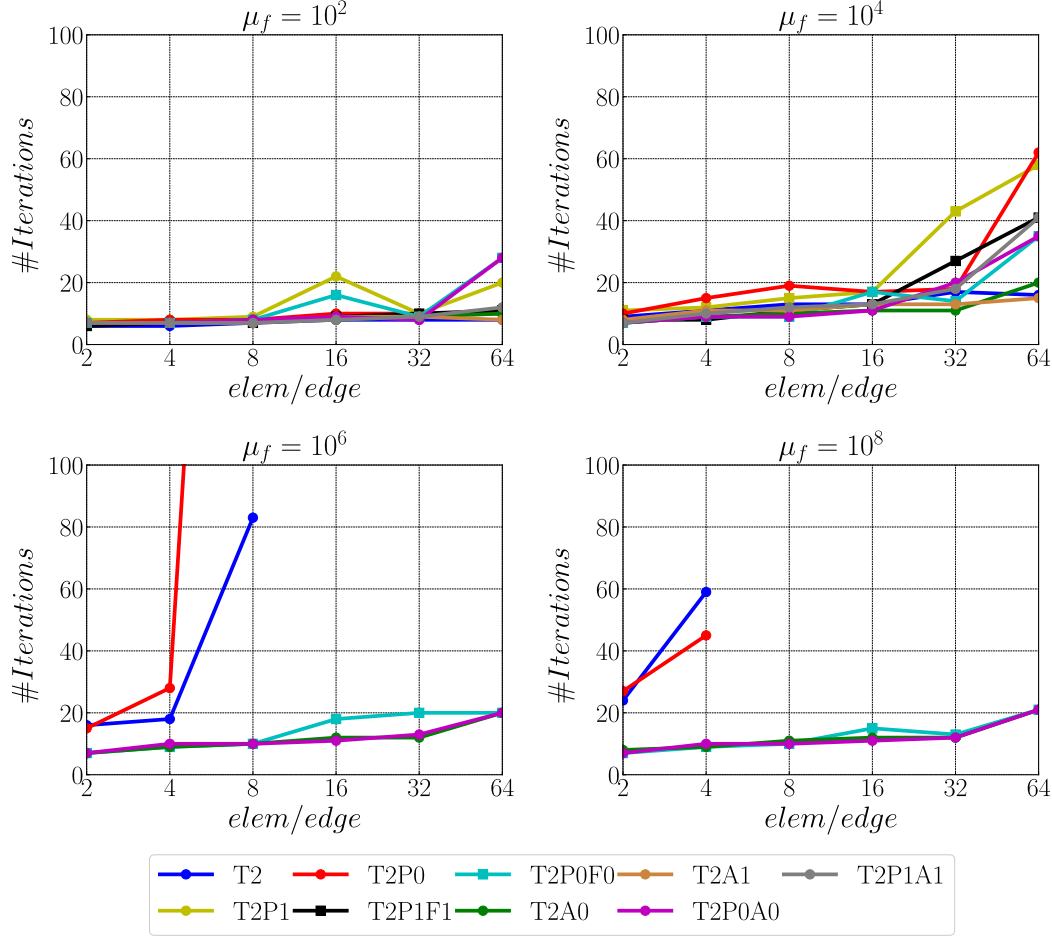 μ_f = 10^2
μ_f = 10^4
100
80
60
40
20
0
#Iterations
2 4 8 16 32 64
elem/edge
100
80
60
40
20
0
#Iterations
2 4 8 16 32 64
elem/edge
μ_f = 10^6
μ_f = 10^8
100
80
60
40
20
0
#Iterations
2 4 8 16 32 64
elem/edge
100
80
60
40
20
0
#Iterations
2 4 8 16 32 64
elem/edge
T2 T2P0 T2P0F0 T2A1 T2P1A1
T2P1 T2P1F1 T2A0 T2P0A0